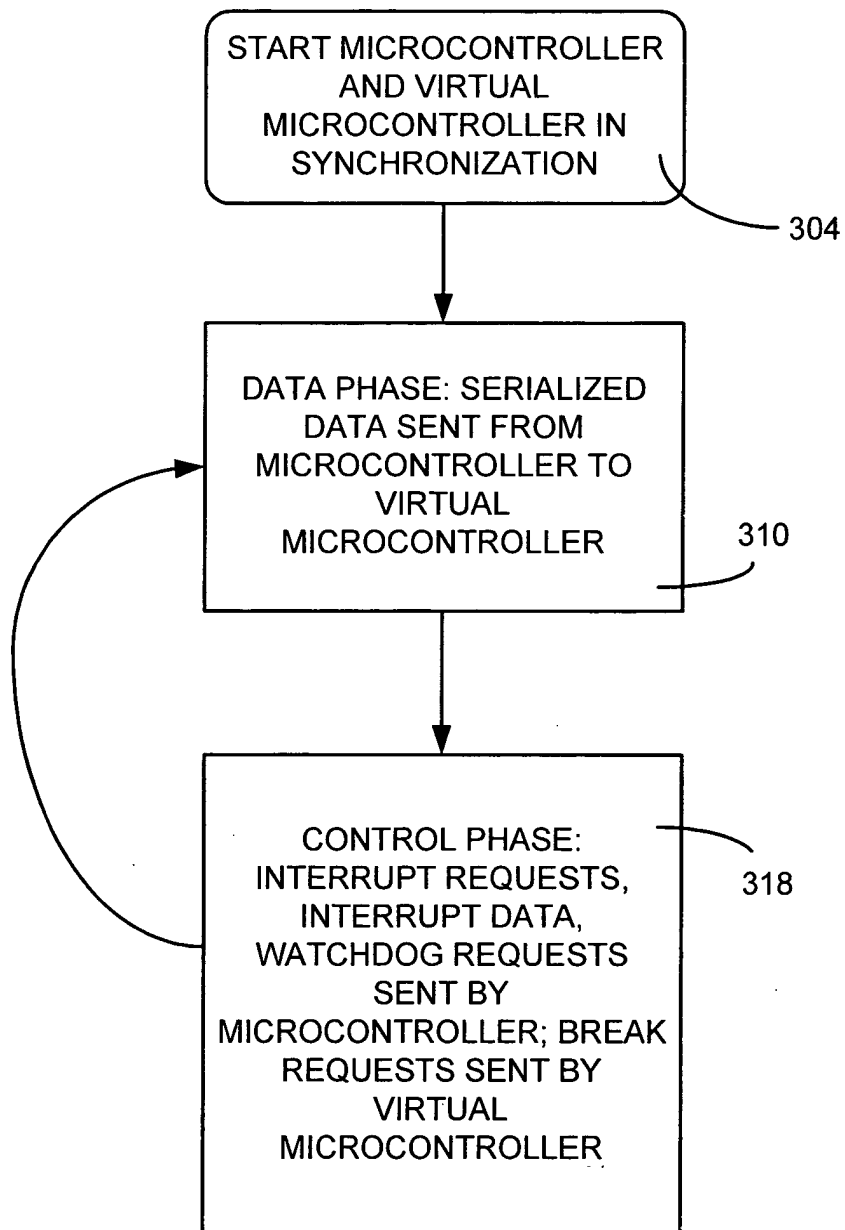 START MICROCONTROLLER
AND VIRTUAL
MICROCONTROLLER IN
SYNCHRONIZATION
304
DATA PHASE: SERIALIZED
DATA SENT FROM
MICROCONTROLLER TO
VIRTUAL
MICROCONTROLLER
310
CONTROL PHASE:
INTERRUPT REQUESTS,
INTERRUPT DATA,
WATCHDOG REQUESTS
SENT BY
MICROCONTROLLER; BREAK
REQUESTS SENT BY
VIRTUAL
MICROCONTROLLER
318